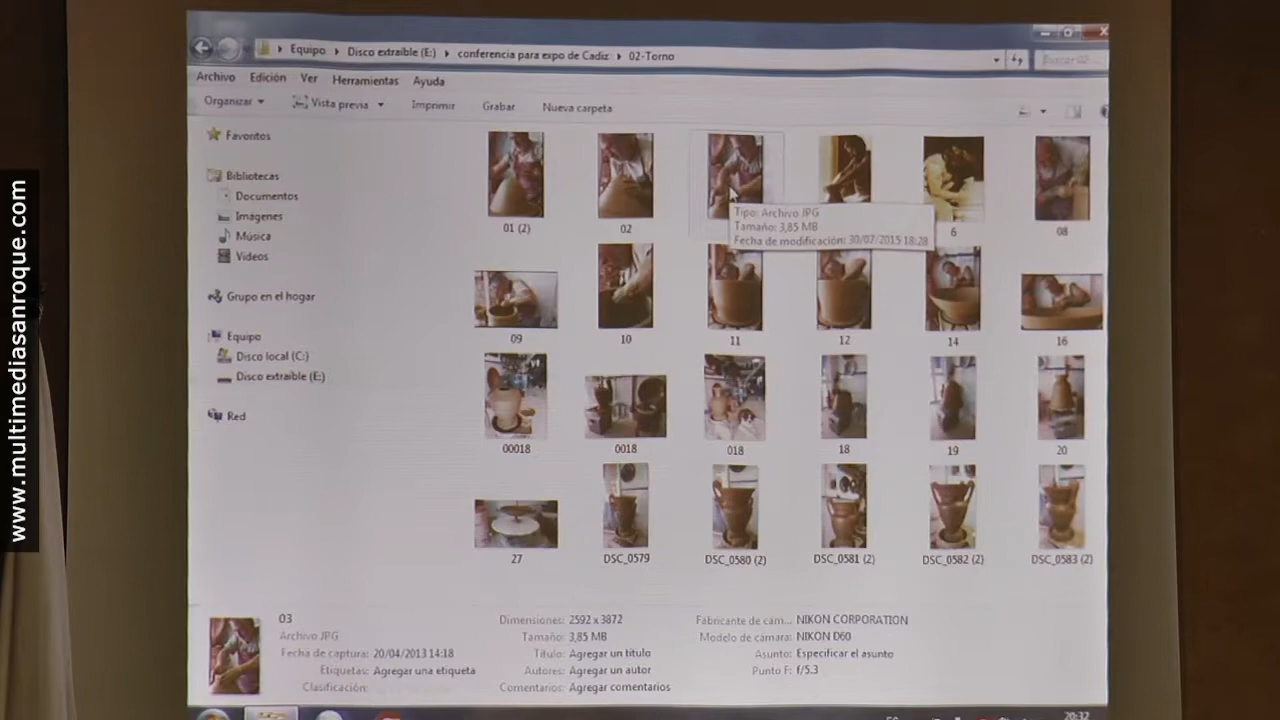 www.multimediasanroque.com
Equipo Disco extraíble (E:) conferencia para expo de Cadiz 02-Torno
Archivo Edición Ver Herramientas Ayuda
Organizar Vista previa Imprimir Grabar Nueva carpeta
Favoritos
Bibliotecas
Documentos
Imágenes
Música
Vídeos
Grupo en el hogar
Equipo
Disco local (C:)
Disco extraíble (E:)
Red
01 (2) 02 6 08
Tipo: Archivo JPG
Tamaño: 3,85 MB
Fecha de modificación: 30/07/2015 18:28
09 10 11 12 14 16
00018 0018 018 18 19 20
27 DSC_0579 DSC_0580 (2) DSC_0581 (2) DSC_0582 (2) DSC_0583 (2)
03
Archivo JPG
Fecha de captura: 20/04/2013 14:18
Etiquetas: Agregar una etiqueta
Clasificación:
Dimensiones: 2592 x 3872
Tamaño: 3,85 MB
Título: Agregar un título
Autores: Agregar un autor
Comentarios: Agregar comentarios
Fabricante de cám... NIKON CORPORATION
Modelo de cámara: NIKON D60
Asunto: Especificar el asunto
Punto F: f/5.3
20:32